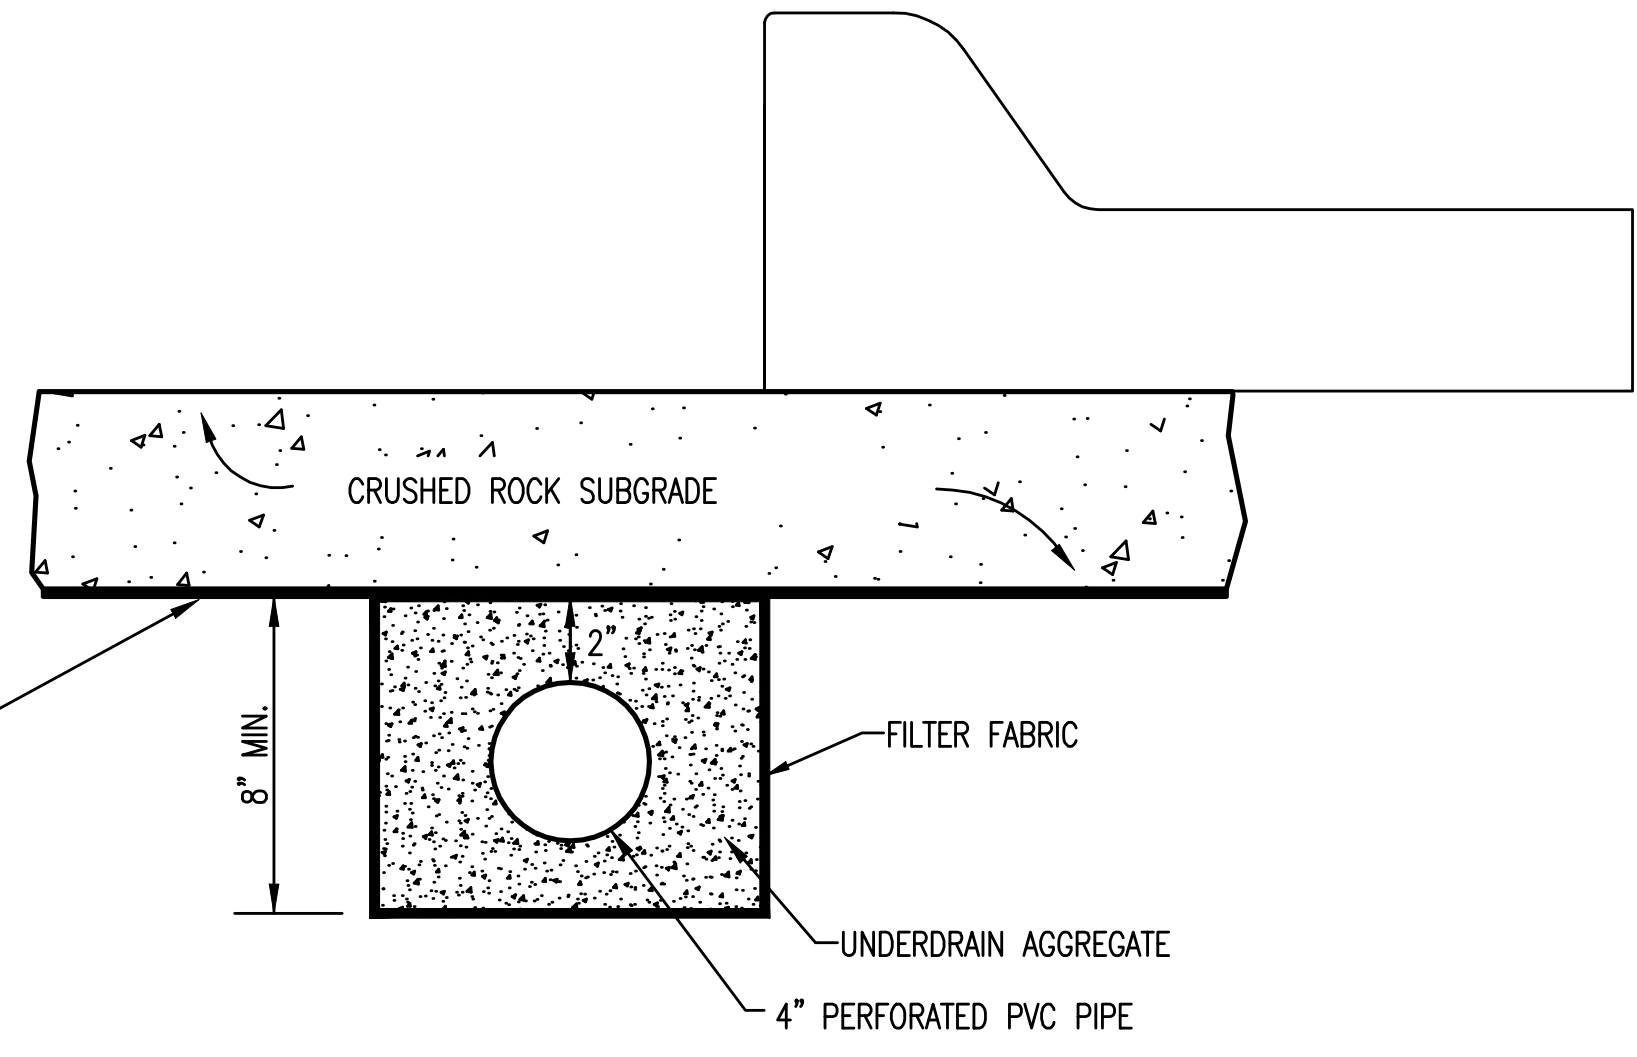 CRUSHED ROCK SUBGRADE
2”
8” MIN.
FILTER FABRIC
UNDERDRAIN AGGREGATE
4” PERFORATED PVC PIPE